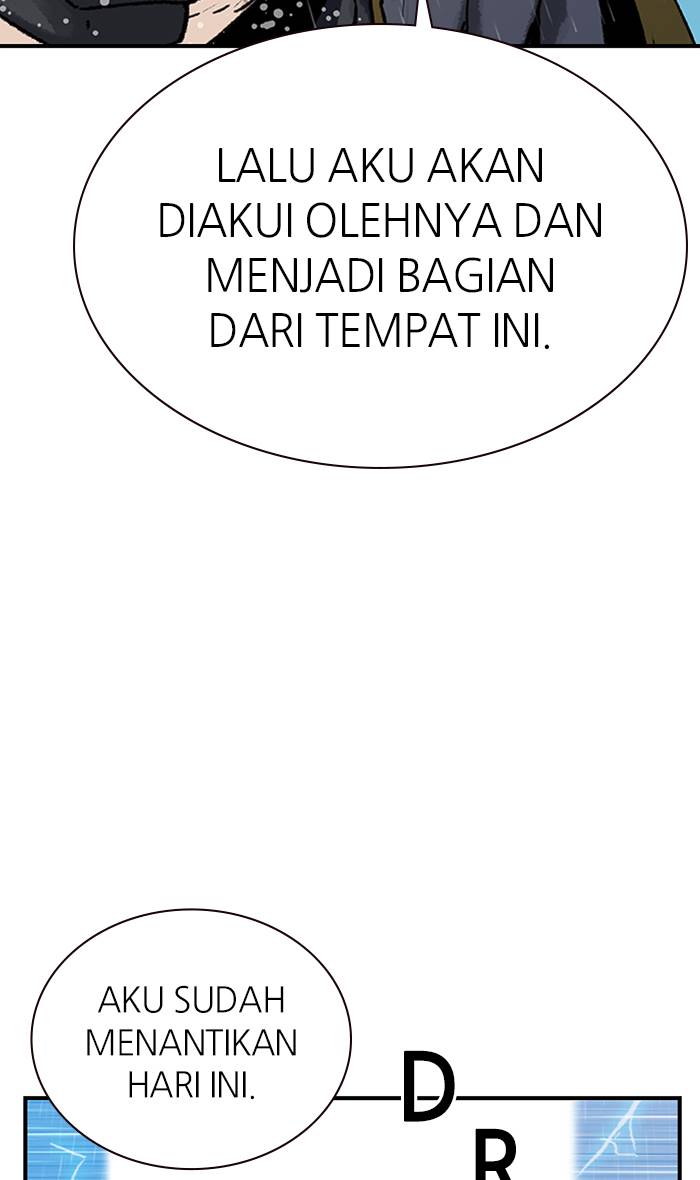 LALU AKU AKAN
DIAKUI OLEHNYA DAN
MENJADI BAGIAN
DARI TEMPAT INI.
AKU SUDAH
MENANTIKAN
HARI INI.
D
R